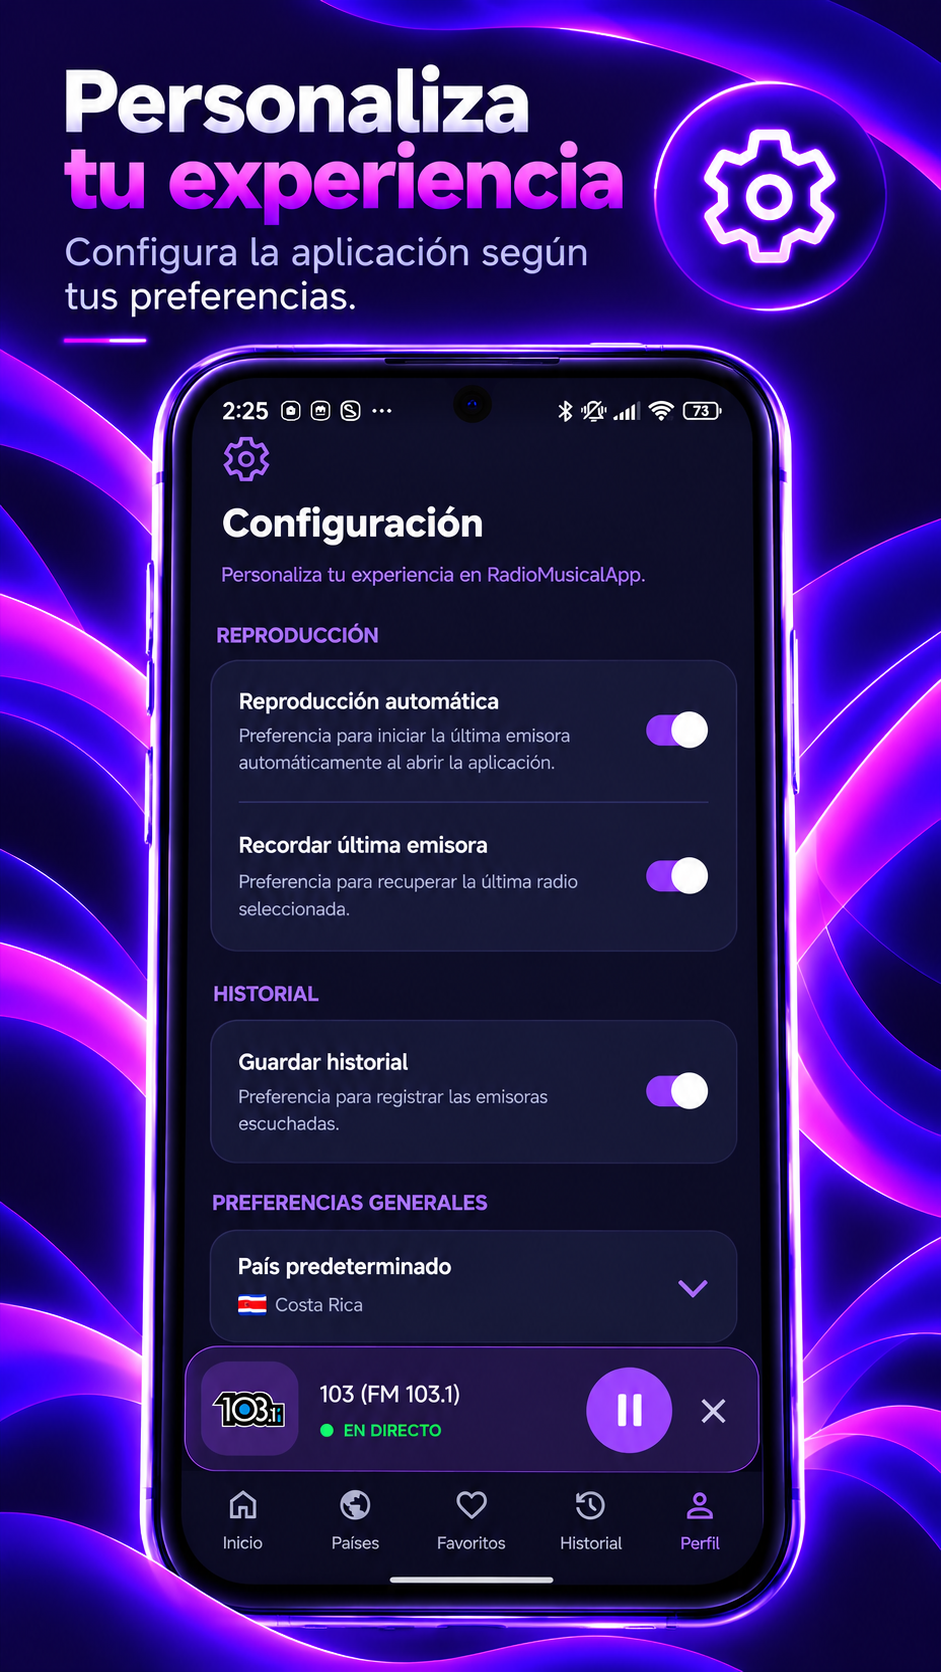 Personaliza
tu experiencia
Configura la aplicación según
tus preferencias.
2:25
73
Configuración
Personaliza tu experiencia en RadioMusicalApp.
REPRODUCCIÓN
Reproducción automática
Preferencia para iniciar la última emisora
automáticamente al abrir la aplicación.
Recordar última emisora
Preferencia para recuperar la última radio
seleccionada.
HISTORIAL
Guardar historial
Preferencia para registrar las emisoras
escuchadas.
PREFERENCIAS GENERALES
País predeterminado
Costa Rica
103.1
103 (FM 103.1)
EN DIRECTO
Inicio
Países
Favoritos
Historial
Perfil